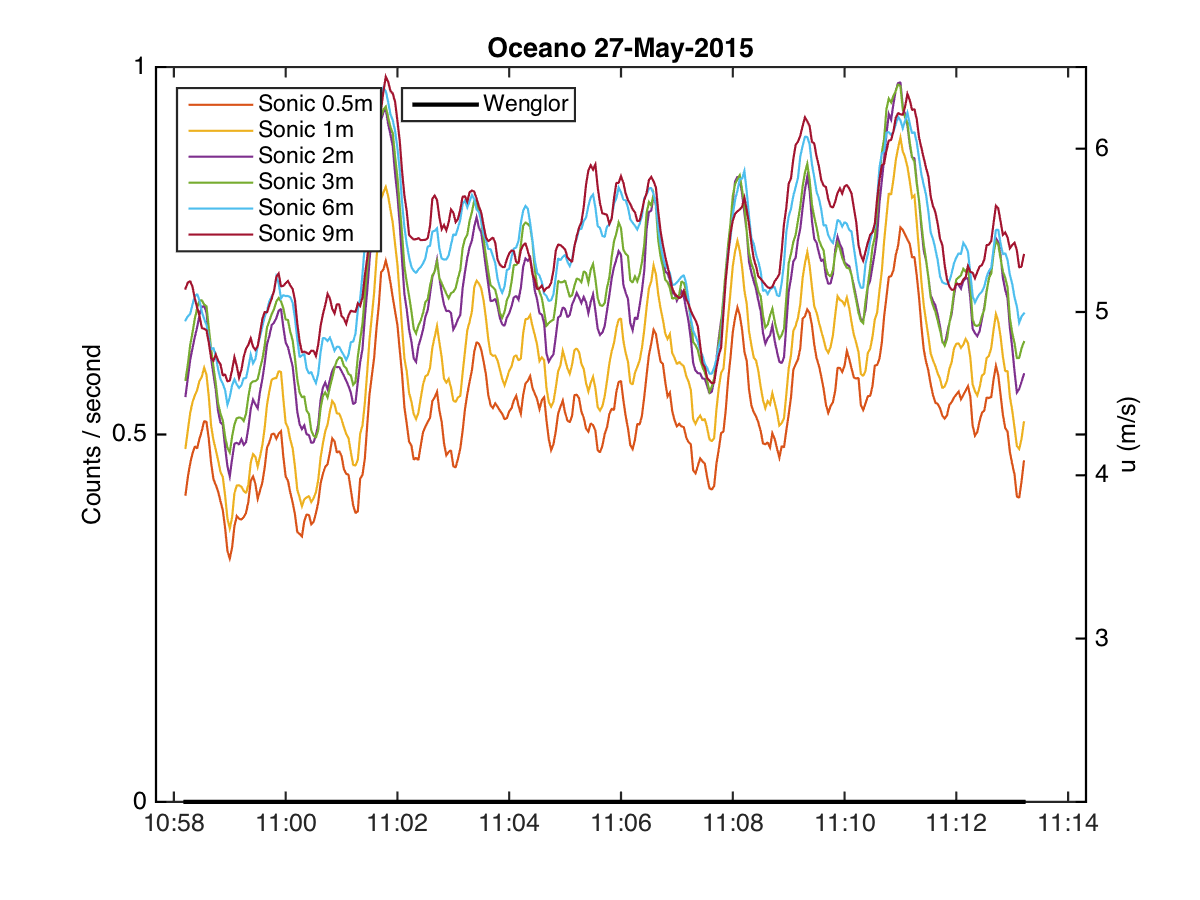 Oceano 27-May-2015
1
Sonic 0.5m
Sonic 1m
Sonic 2m
Sonic 3m
Sonic 6m
Sonic 9m
Wenglor
6
5
0.5
4
3
0
Counts / second
u (m/s)
10:58 11:00 11:02 11:04 11:06 11:08 11:10 11:12 11:14